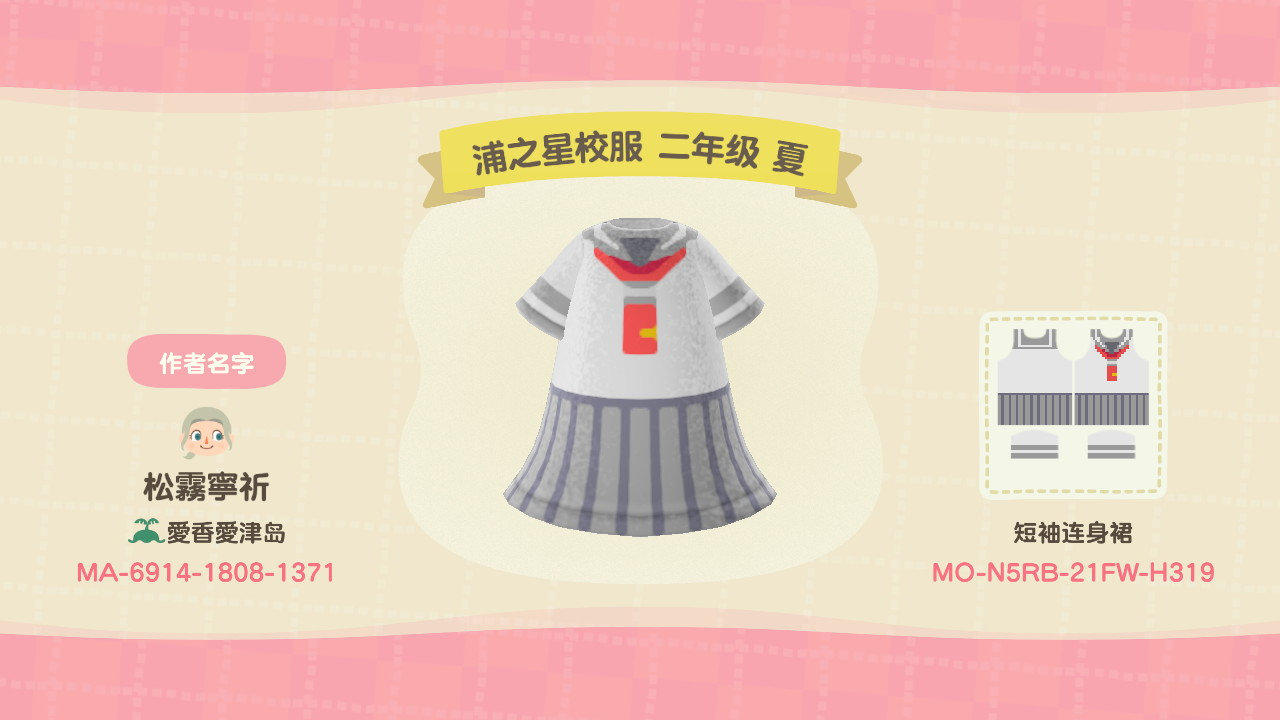 浦之星校服 二年级 夏
作者名字
松霧寧祈
愛香愛津岛
MA-6914-1808-1371
短袖连身裙
MO-N5RB-21FW-H319